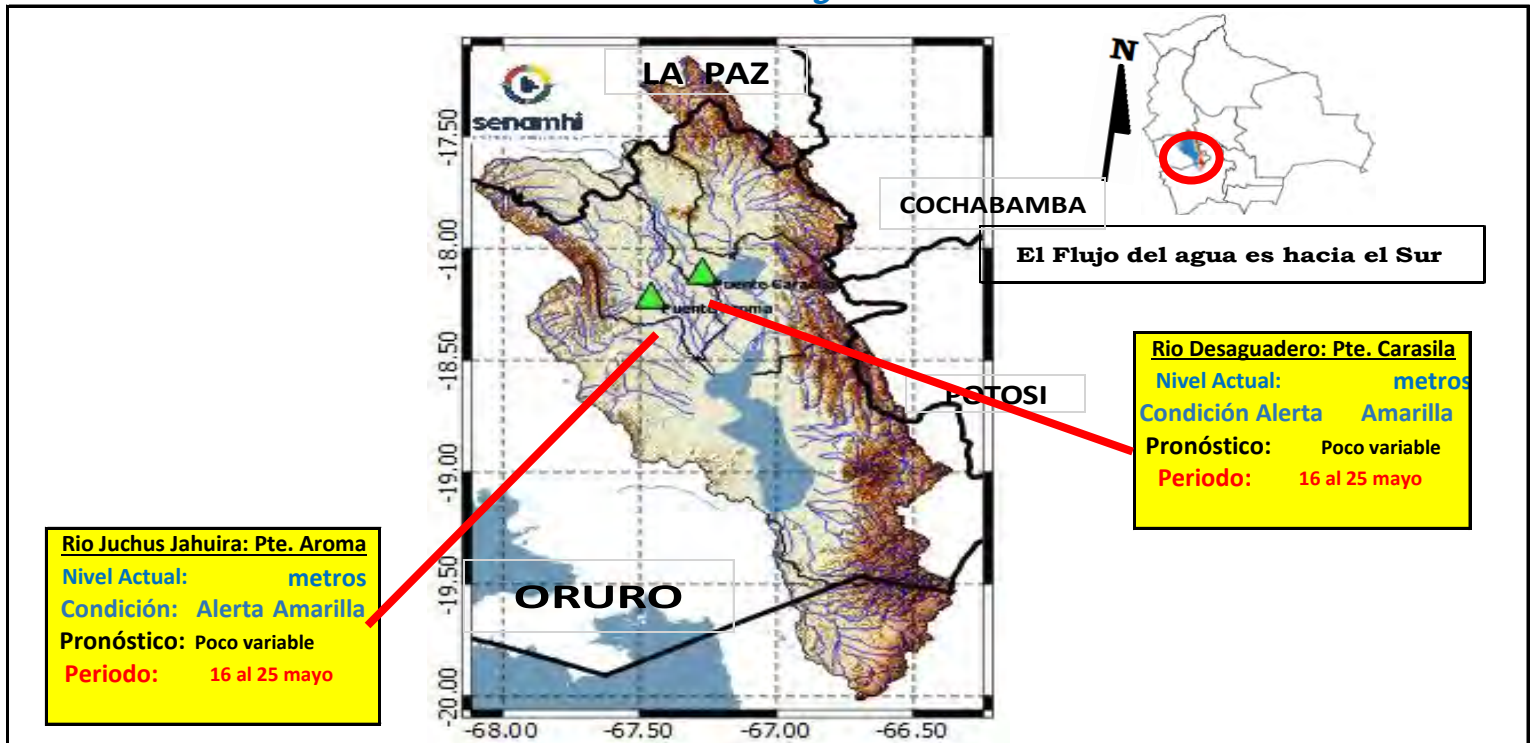 LA PAZ
senamhi
N
COCHABAMBA
El Flujo del agua es hacia el Sur
POTOSI
ORURO
Rio Desaguadero: Pte. Carasila
Nivel Actual: metros
Condición Alerta Amarilla
Pronóstico: Poco variable
Periodo: 16 al 25 mayo
Rio Juchus Jahuira: Pte. Aroma
Nivel Actual: metros
Condición: Alerta Amarilla
Pronóstico: Poco variable
Periodo: 16 al 25 mayo
Puente
Puente
-17.50
-18.00
-18.50
-19.00
-19.50
-20.00
-68.00 -67.50 -67.00 -66.50